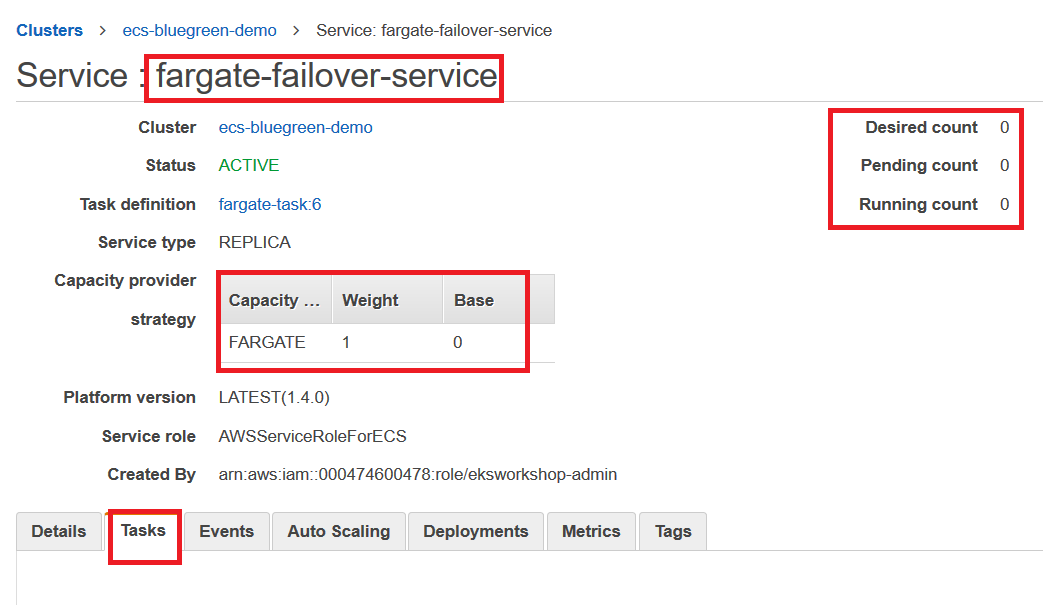 Clusters > ecs-bluegreen-demo > Service: fargate-failover-service
Service : fargate-failover-service
Cluster ecs-bluegreen-demo
Desired count 0
Status ACTIVE
Pending count 0
Task definition fargate-task:6
Running count 0
Service type REPLICA
Capacity provider strategy
Capacity ... Weight Base
FARGATE 1 0
Platform version LATEST(1.4.0)
Service role AWSServiceRoleForECS
Created By arn:aws:iam::000474600478:role/eksworkshop-admin
Details Tasks Events Auto Scaling Deployments Metrics Tags